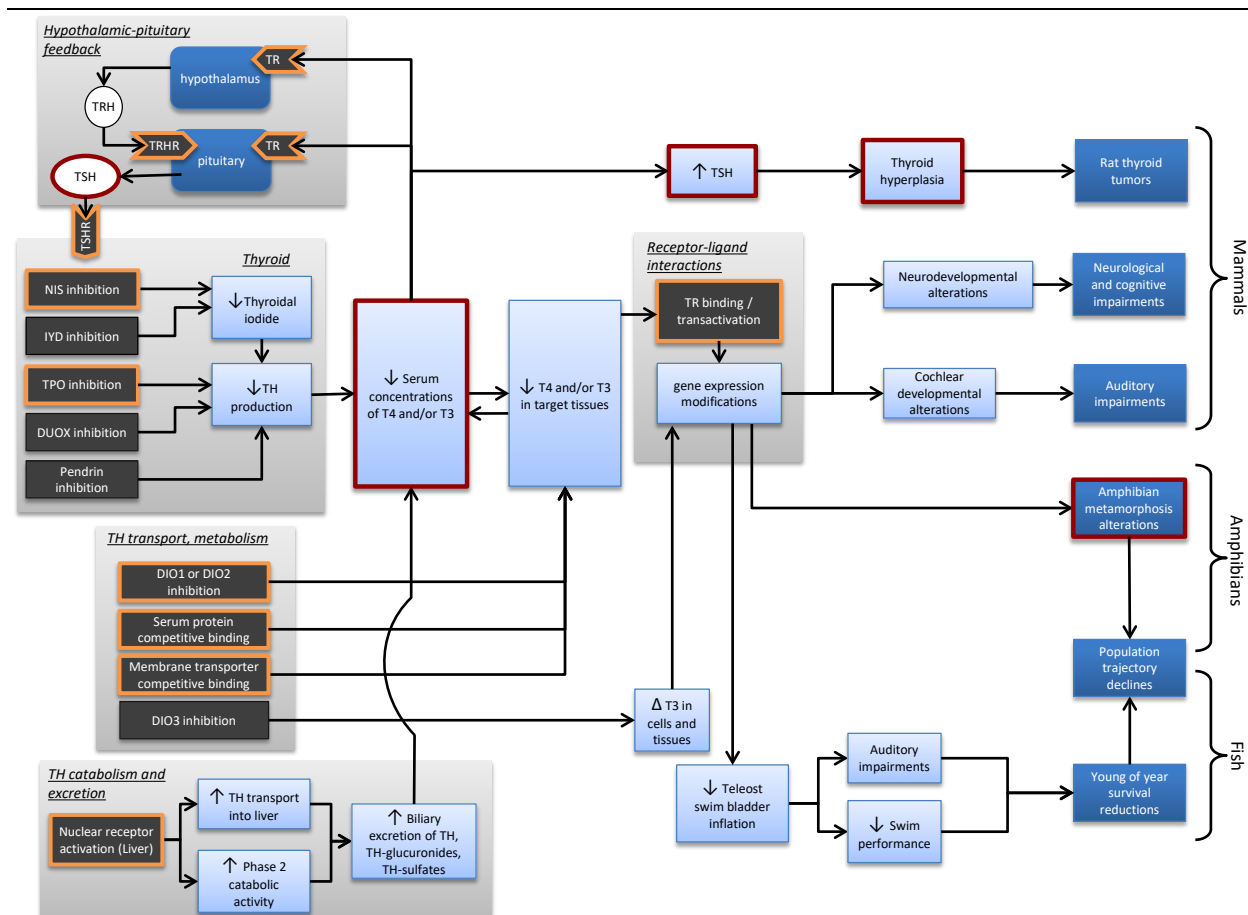 Hypothalamic-pituitary
feedback
hypothalamus
TR
TRH
TRHR
pituitary
TR
TSH
TSHR
↑ TSH
Thyroid
hyperplasia
Rat thyroid
tumors
Mammals
Thyroid
NIS inhibition
IYD inhibition
TPO inhibition
DUOX inhibition
Pendrin
inhibition
↓ Thyroidal
iodide
↓ TH
production
↓ Serum
concentrations
of T4 and/or T3
↓ T4 and/or T3
in target tissues
Receptor-ligand
interactions
TR binding /
transactivation
gene expression
modifications
Neurodevelopmental
alterations
Neurological
and cognitive
impairments
Cochlear
developmental
alterations
Auditory
impairments
Amphibian
metamorphosis
alterations
Amphibians
TH transport, metabolism
DIO1 or DIO2
inhibition
Serum protein
competitive binding
Membrane transporter
competitive binding
DIO3 inhibition
Δ T3 in
cells and
tissues
Population
trajectory
declines
Fish
TH catabolism and
excretion
Nuclear receptor
activation (Liver)
↑ TH transport
into liver
↑ Phase 2
catabolic
activity
↑ Biliary
excretion of TH,
TH-glucuronides,
TH-sulfates
↓ Teleost
swim bladder
inflation
Auditory
impairments
↓ Swim
performance
Young of year
survival
reductions